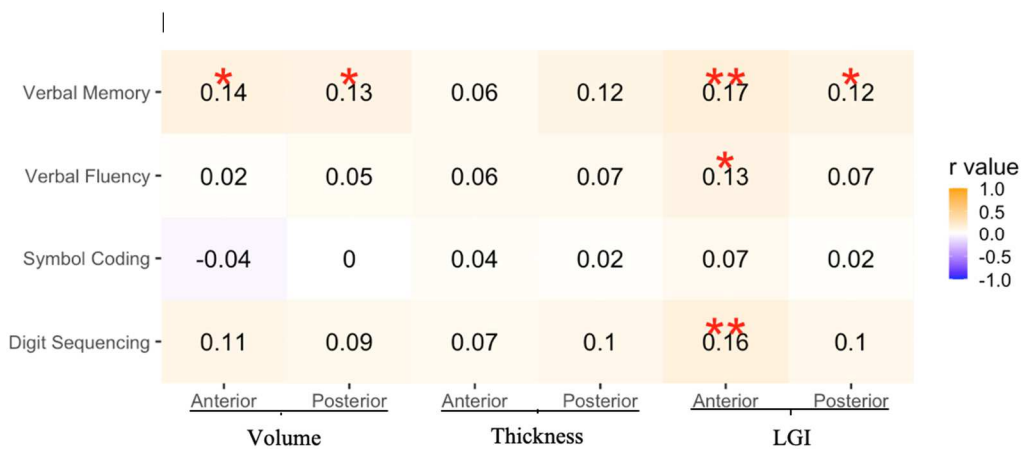 * * ** *
Verbal Memory 0.14 0.13 0.06 0.12 0.17 0.12
*
Verbal Fluency 0.02 0.05 0.06 0.07 0.13 0.07
Symbol Coding -0.04 0 0.04 0.02 0.07 0.02
**
Digit Sequencing 0.11 0.09 0.07 0.1 0.16 0.1
Anterior Posterior Anterior Posterior Anterior Posterior
Volume Thickness LGI
r value
1.0
0.5
0.0
-0.5
-1.0